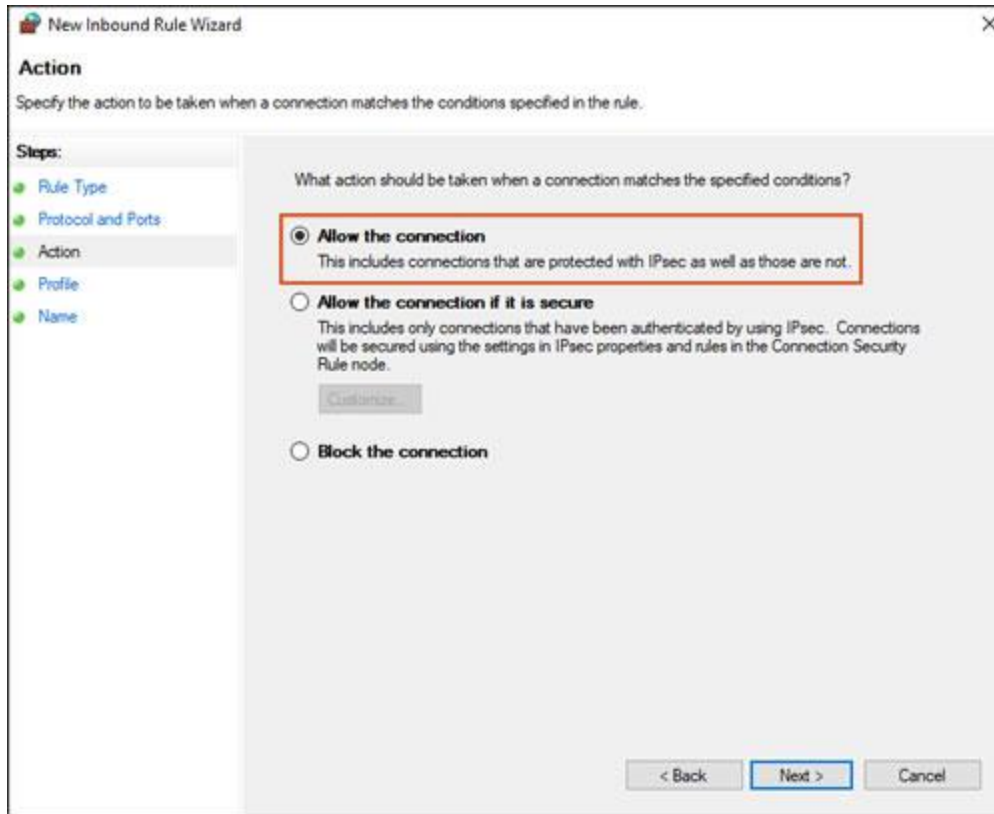 New Inbound Rule Wizard
Action
Specify the action to be taken when a connection matches the conditions specified in the rule.
Steps:
Rule Type
Protocol and Ports
Action
Profile
Name
What action should be taken when a connection matches the specified conditions?
Allow the connection
This includes connections that are protected with IPsec as well as those are not.
Allow the connection if it is secure
This includes only connections that have been authenticated by using IPsec. Connections
will be secured using the settings in IPsec properties and rules in the Connection Security
Rule node.
Customize...
Block the connection
< Back
Next >
Cancel